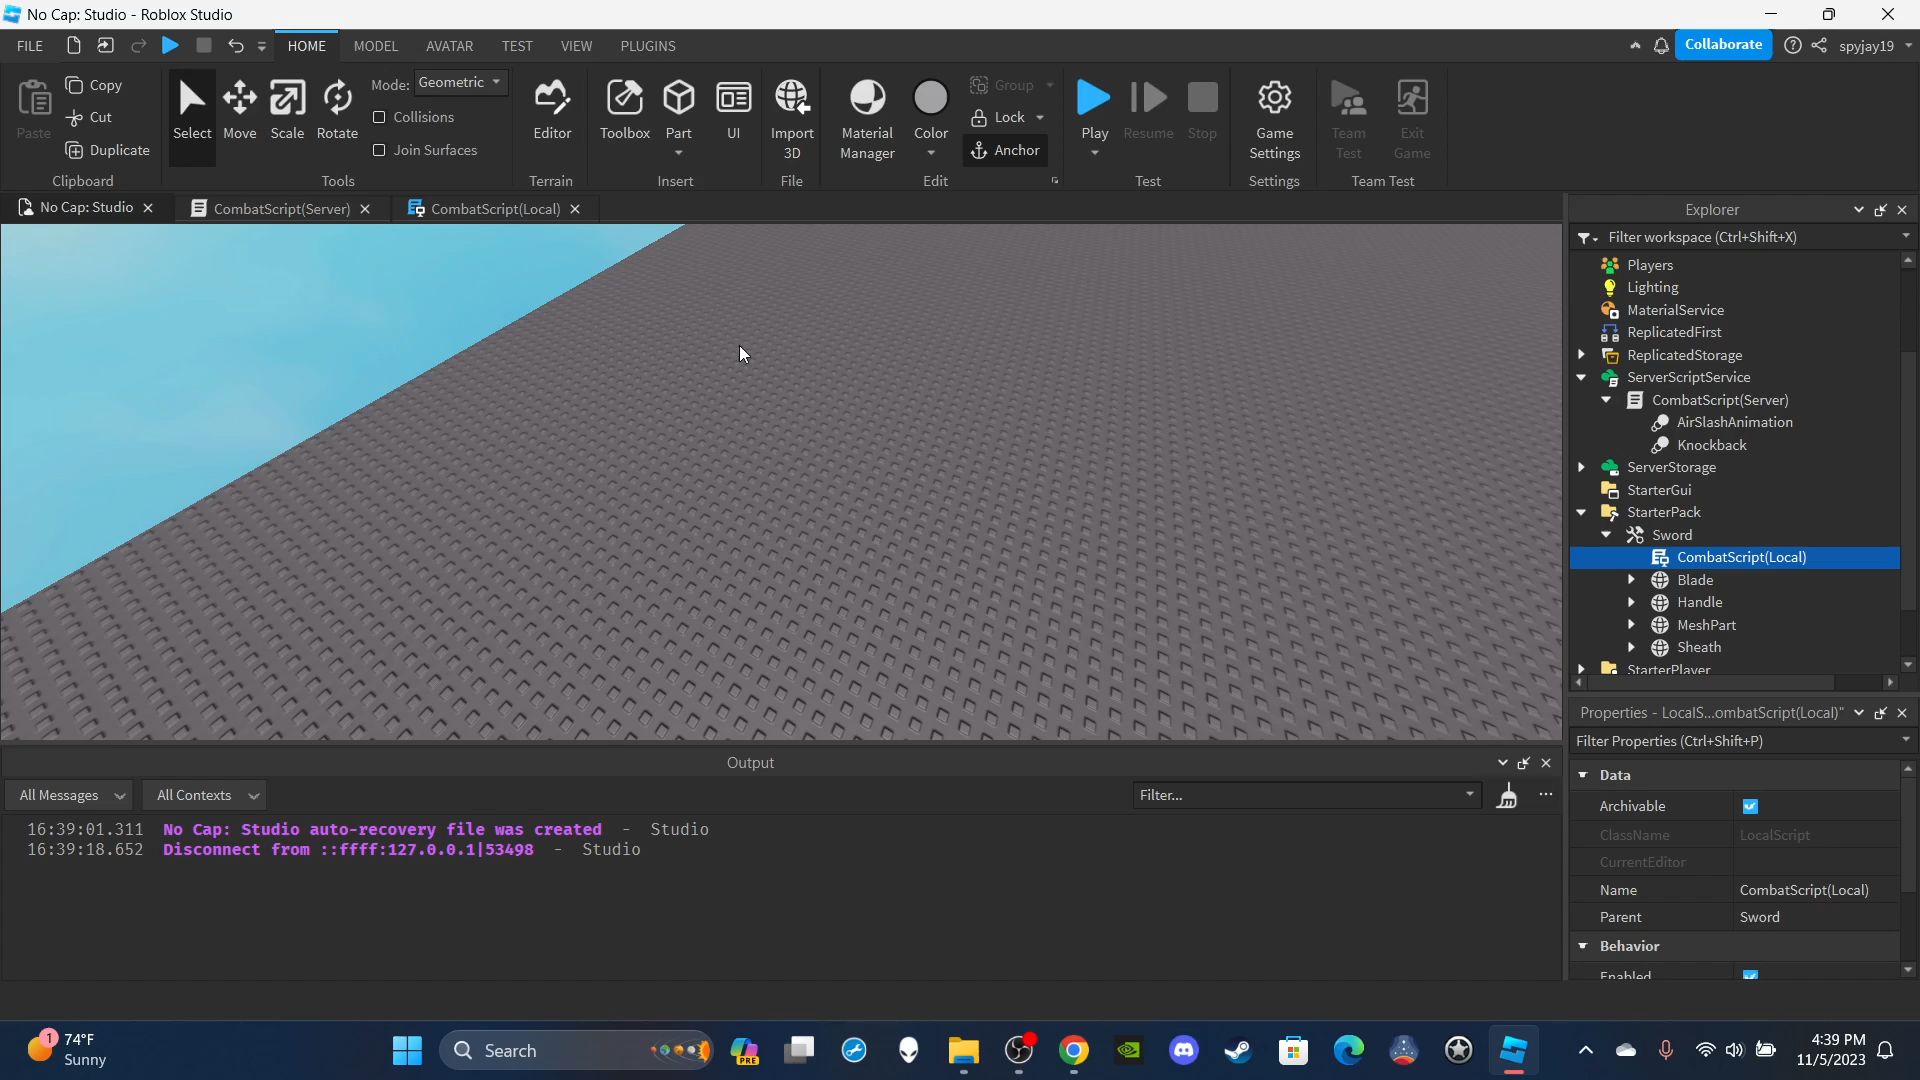 No Cap: Studio - Roblox Studio
FILE HOME MODEL AVATAR TEST VIEW PLUGINS Collaborate spyjay19
Paste Copy Cut Duplicate Clipboard
Select Move Scale Rotate Mode: Geometric Collisions Join Surfaces Tools
Editor Terrain
Toolbox Part UI Insert
Import 3D File
Material Manager Color Group Lock Anchor Edit
Play Resume Stop Test
Game Settings Settings
Team Test Exit Game Team Test
No Cap: Studio CombatScript(Server) CombatScript(Local)
Explorer
Filter workspace (Ctrl+Shift+X)
Players
Lighting
MaterialService
ReplicatedFirst
ReplicatedStorage
ServerScriptService
CombatScript(Server)
AirSlashAnimation
Knockback
ServerStorage
StarterGui
StarterPack
Sword
CombatScript(Local)
Blade
Handle
MeshPart
Sheath
StarterPlayer
Properties - LocalS...ombatScript(Local)"
Filter Properties (Ctrl+Shift+P)
Data
Archivable
ClassName LocalScript
CurrentEditor
Name CombatScript(Local)
Parent Sword
Behavior
Enabled
Output
All Messages All Contexts Filter...
16:39:01.311 No Cap: Studio auto-recovery file was created - Studio
16:39:18.652 Disconnect from ::ffff:127.0.0.1|53498 - Studio
1 74°F
Sunny
Search
PRE
4:39 PM
11/5/2023